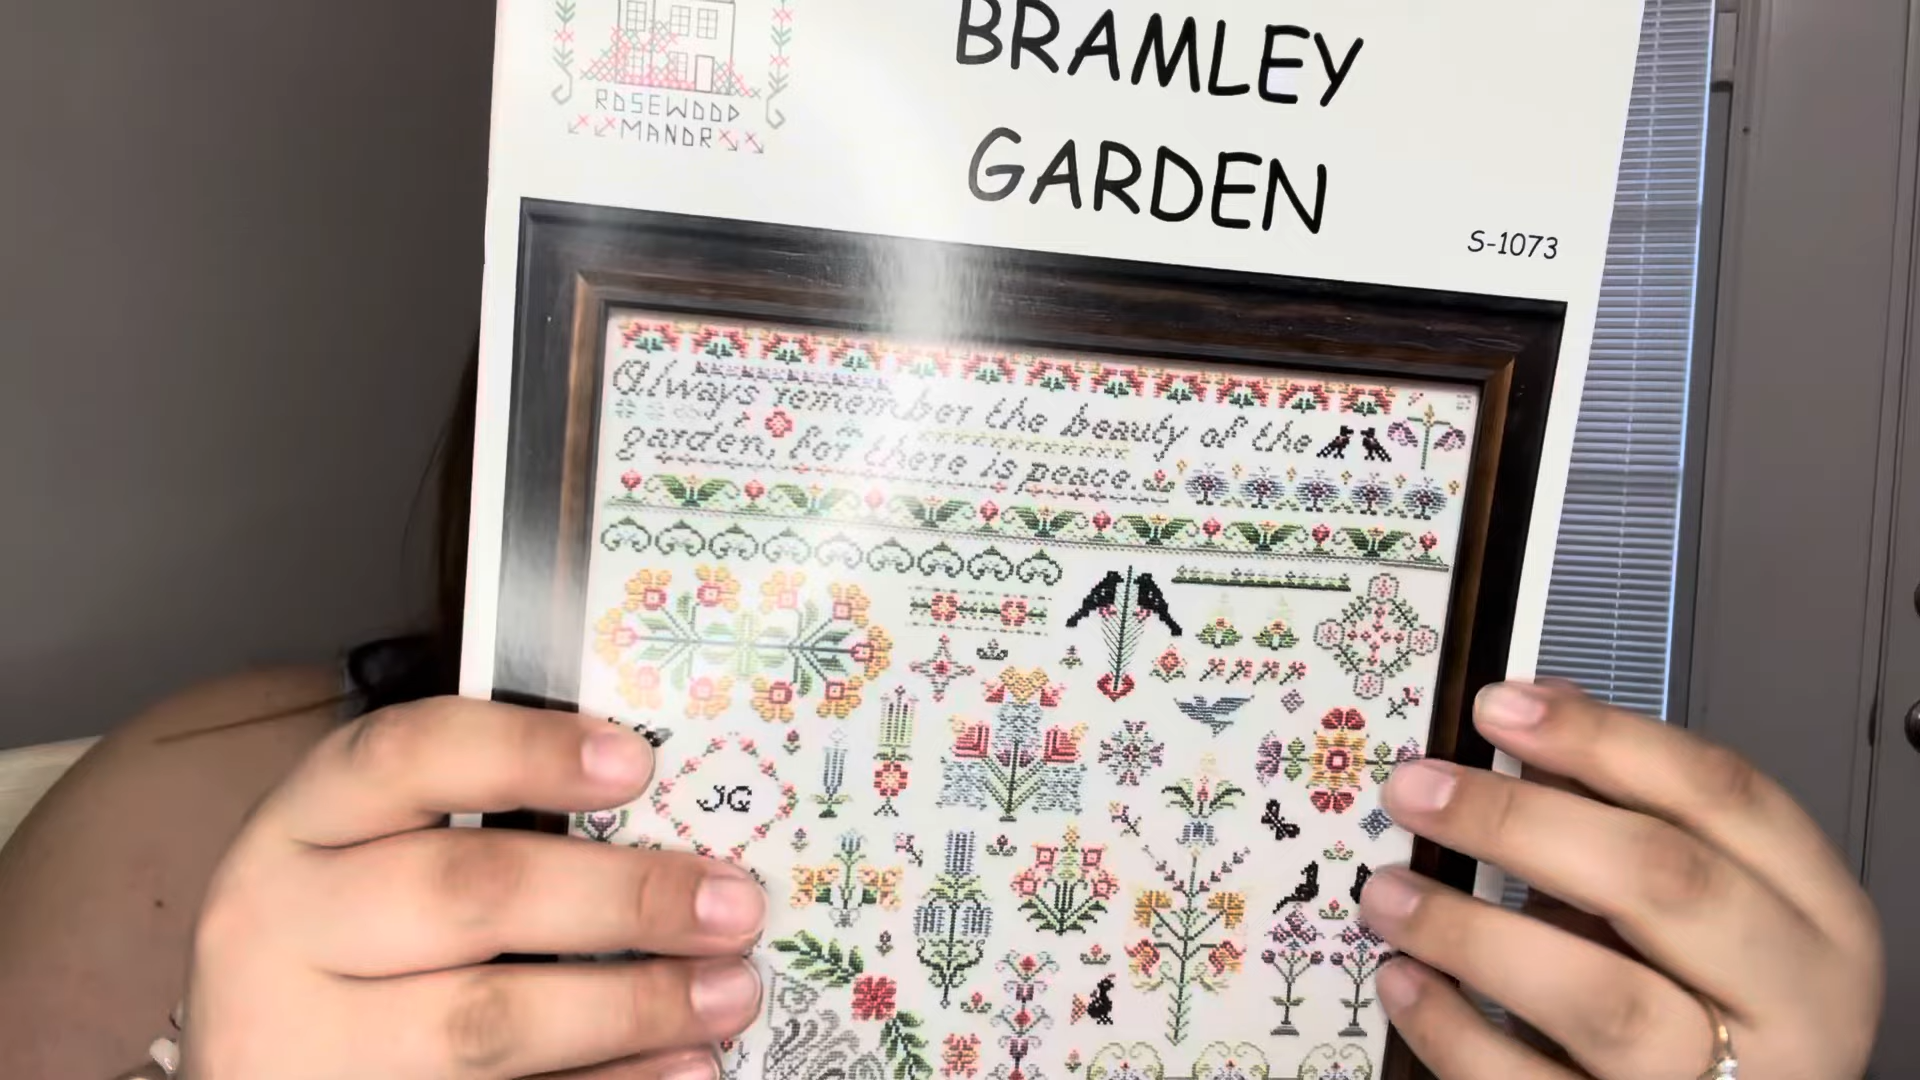 BRAMLEY
GARDEN
ROSEWOOD
MANOR
S-1073
Always remember the beauty of the
garden, for there is peace.
JG